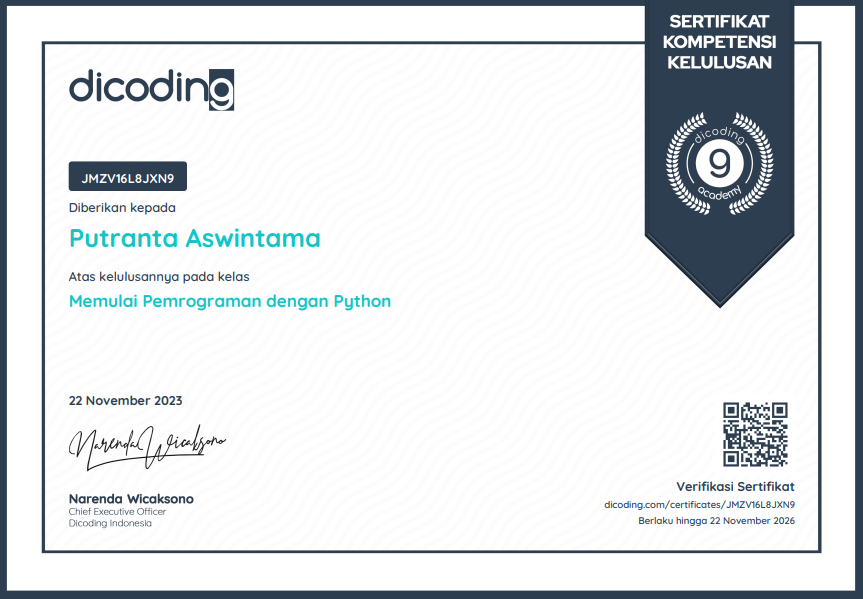 SERTIFIKAT
KOMPETENSI
KELULUSAN
dicoding
dicoding
9
academy
JMZV16L8JXN9
Diberikan kepada
Putranta Aswintama
Atas kelulusannya pada kelas
Memulai Pemrograman dengan Python
22 November 2023
Narenda Wicaksono
Narenda Wicaksono
Chief Executive Officer
Dicoding Indonesia
Verifikasi Sertifikat
dicoding.com/certificates/JMZV16L8JXN9
Berlaku hingga 22 November 2026